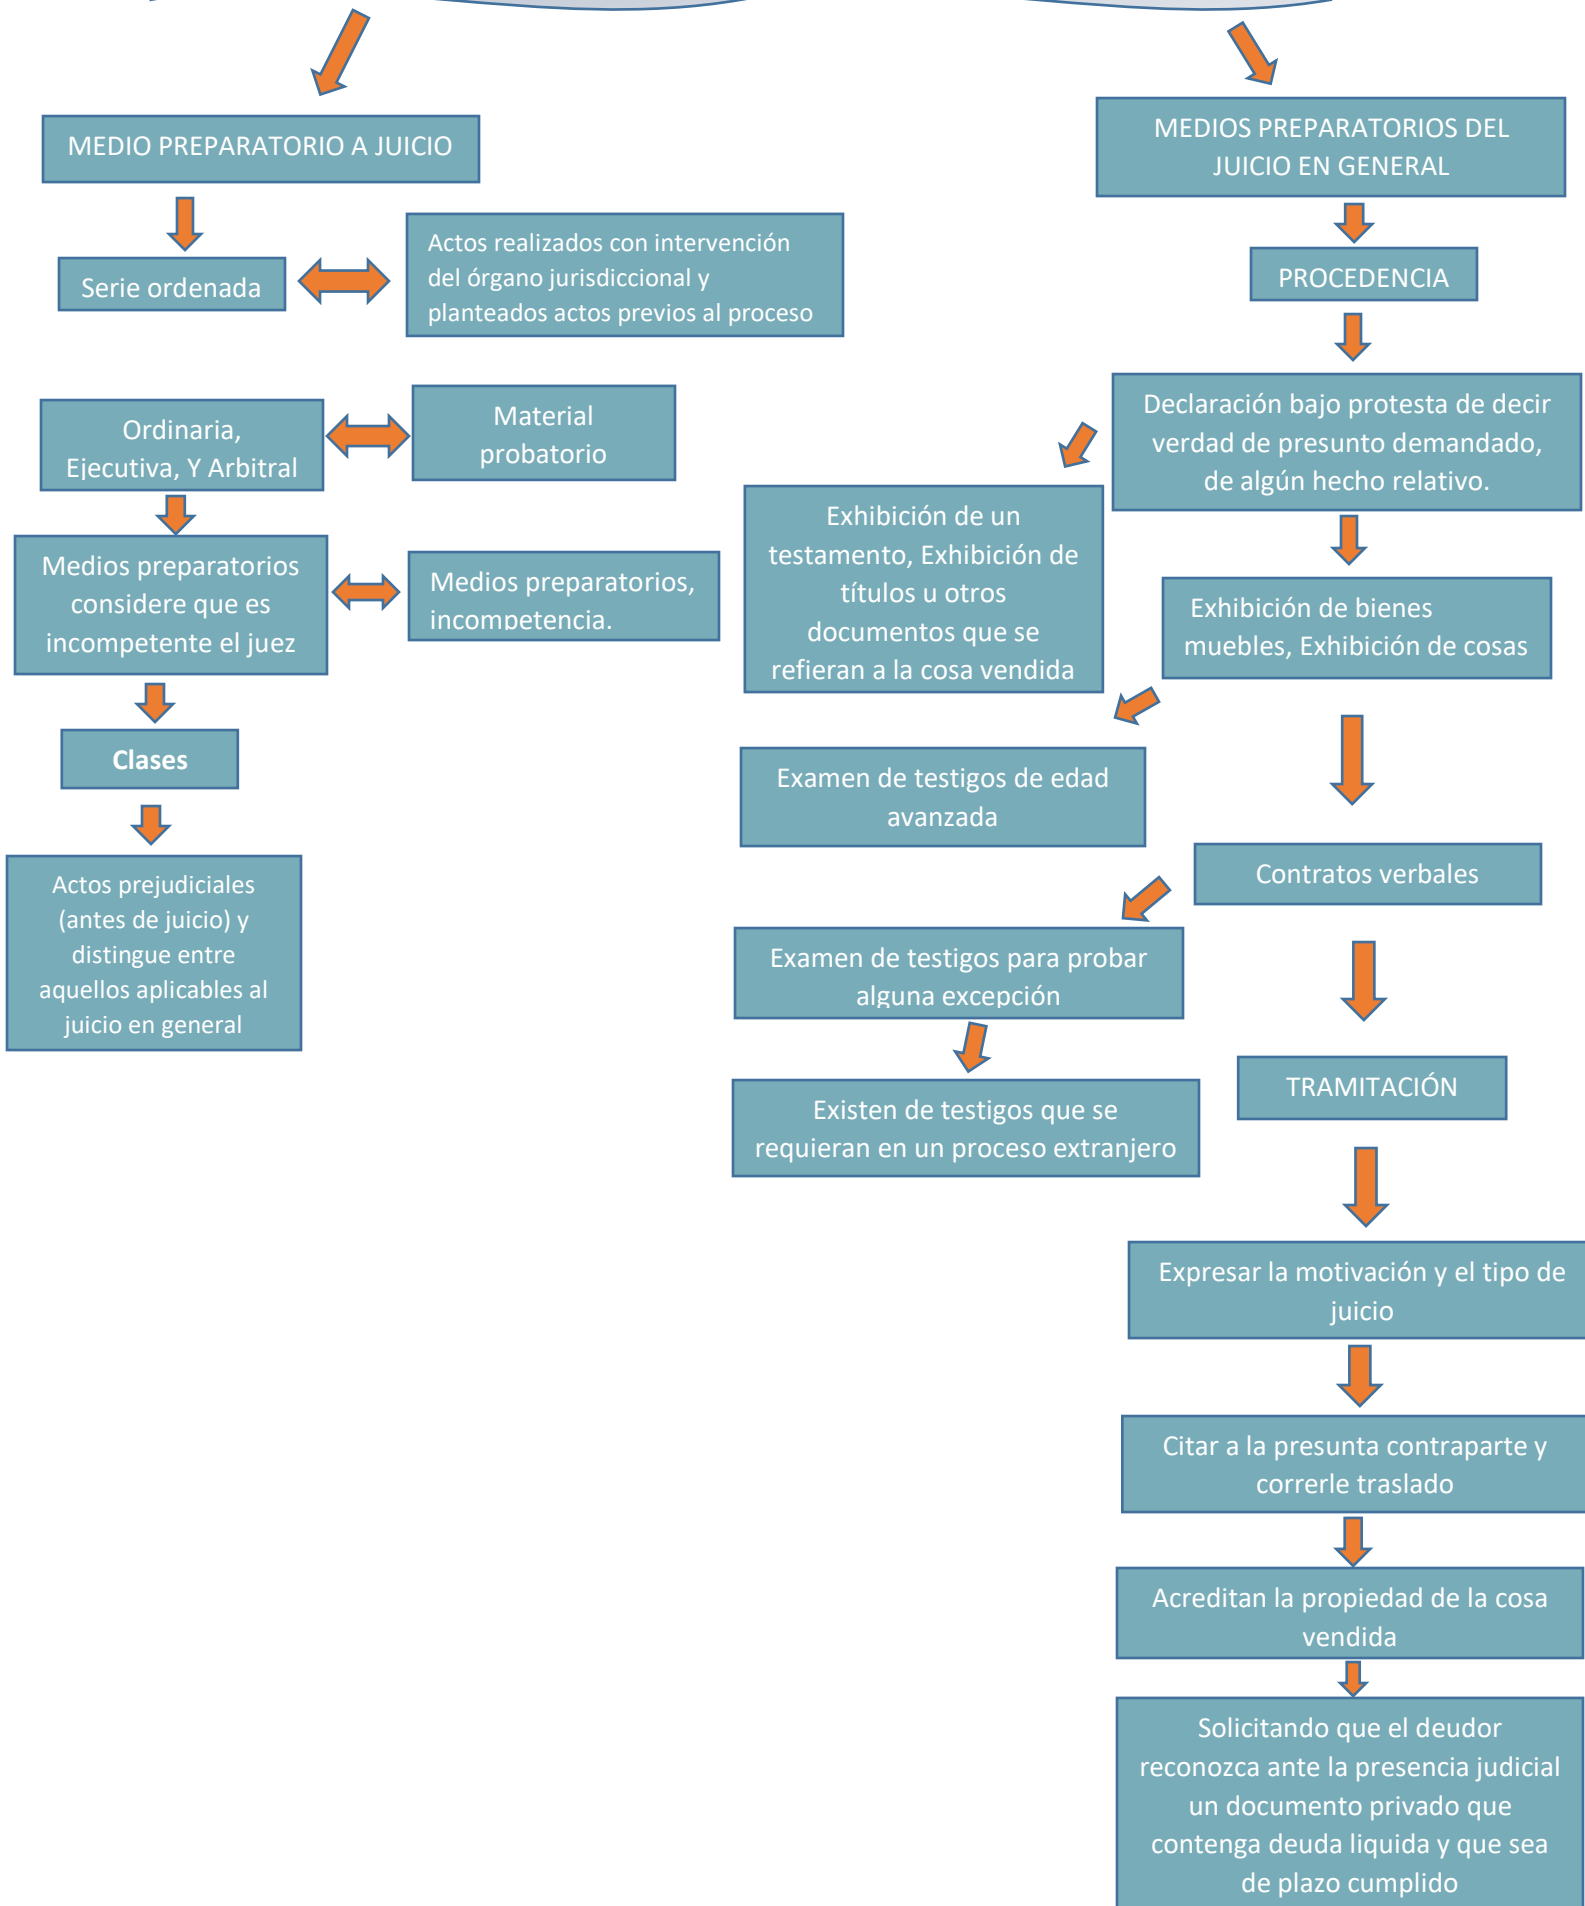 MEDIO PREPARATORIO A JUICIO
Serie ordenada
Actos realizados con intervención
del órgano jurisdiccional y
planteados actos previos al proceso
Ordinaria,
Ejecutiva, Y Arbitral
Material
probatorio
Medios preparatorios
considere que es
incompetente el juez
Medios preparatorios,
incompetencia.
Clases
Actos prejudiciales
(antes de juicio) y
distingue entre
aquellos aplicables al
juicio en general
MEDIOS PREPARATORIOS DEL
JUICIO EN GENERAL
PROCEDENCIA
Declaración bajo protesta de decir
verdad de presunto demandado,
de algún hecho relativo.
Exhibición de un
testamento, Exhibición de
títulos u otros
documentos que se
refieran a la cosa vendida
Exhibición de bienes
muebles, Exhibición de cosas
Examen de testigos de edad
avanzada
Contratos verbales
Examen de testigos para probar
alguna excepción
Existen de testigos que se
requieran en un proceso extranjero
TRAMITACIÓN
Expresar la motivación y el tipo de
juicio
Citar a la presunta contraparte y
correrle traslado
Acreditan la propiedad de la cosa
vendida
Solicitando que el deudor
reconozca ante la presencia judicial
un documento privado que
contenga deuda liquida y que sea
de plazo cumplido